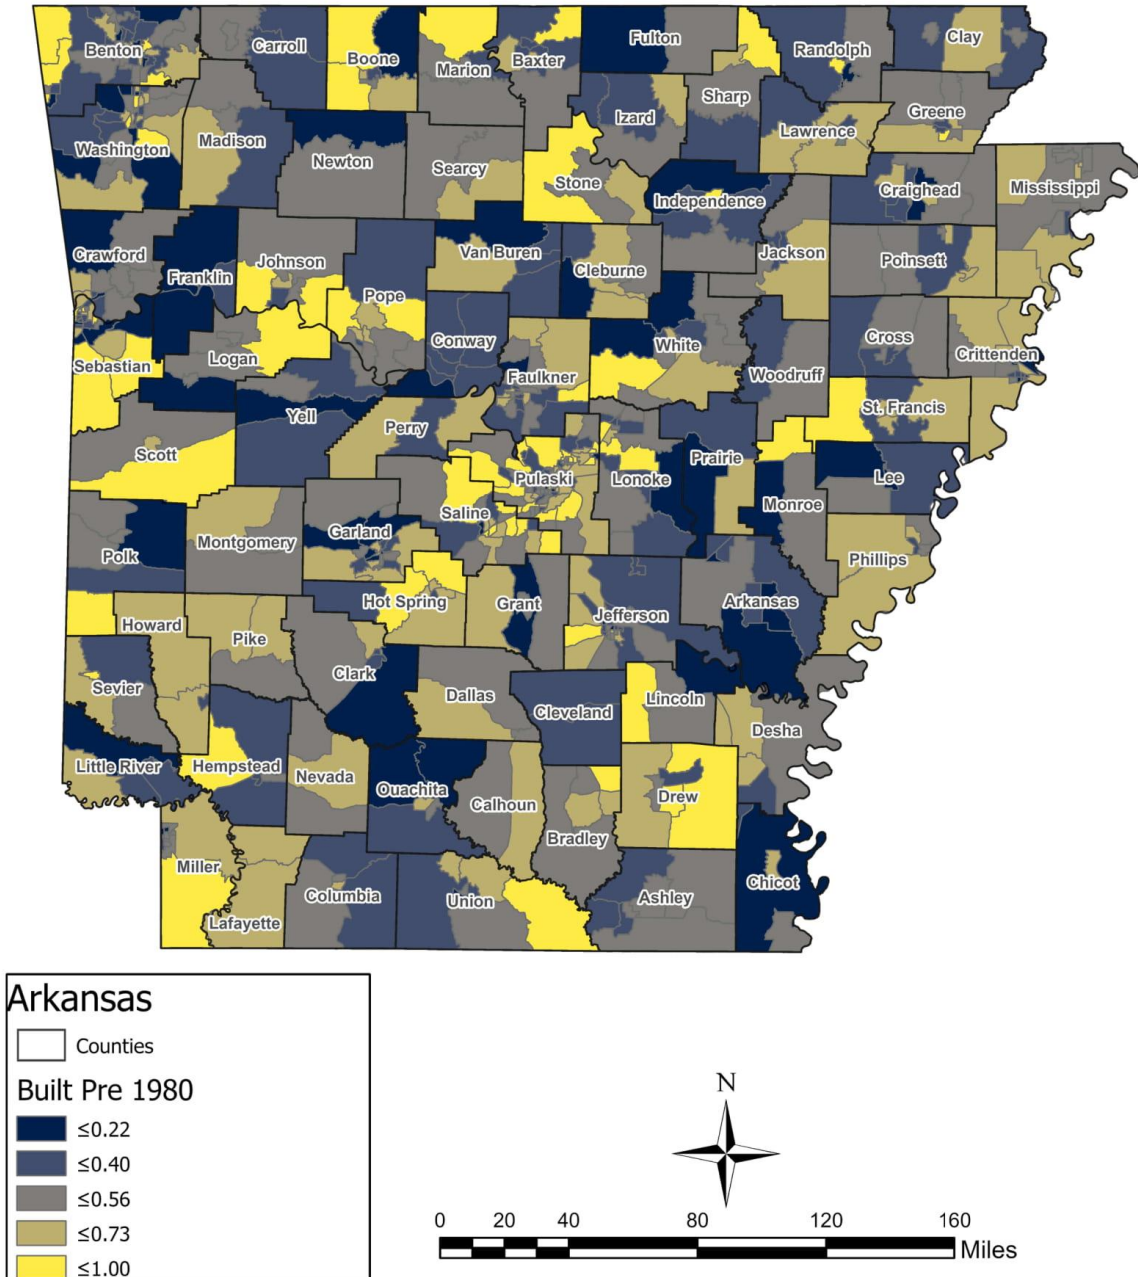 Benton
Carroll
Boone
Marion
Baxter
Fulton
Randolph
Clay
Sharp
Izard
Greene
Lawrence
Washington
Madison
Newton
Searcy
Stone
Independence
Craighead
Mississippi
Crawford
Franklin
Johnson
Pope
Van Buren
Cleburne
Jackson
Poinsett
Sebastian
Logan
Conway
White
Woodruff
Cross
Crittenden
Faulkner
Yell
Perry
St. Francis
Scott
Saline
Pulaski
Lonoke
Prairie
Monroe
Lee
Polk
Montgomery
Garland
Phillips
Howard
Pike
Hot Spring
Grant
Jefferson
Arkansas
Sevier
Clark
Dallas
Cleveland
Lincoln
Desha
Little River
Hempstead
Nevada
Ouachita
Calhoun
Bradley
Drew
Miller
Lafayette
Columbia
Union
Ashley
Chicot
Arkansas
Counties
Built Pre 1980
≤0.22
≤0.40
≤0.56
≤0.73
≤1.00
N
0 20 40 80 120 160
Miles